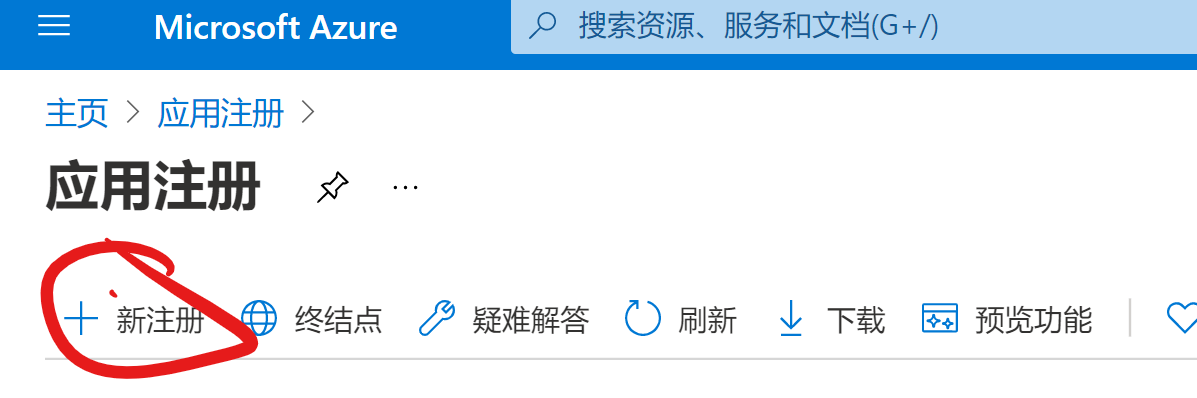 Microsoft Azure 搜索资源、服务和文档(G+/)
主页 > 应用注册 >
应用注册 ...
新注册 终结点 疑难解答 刷新 下载 预览功能